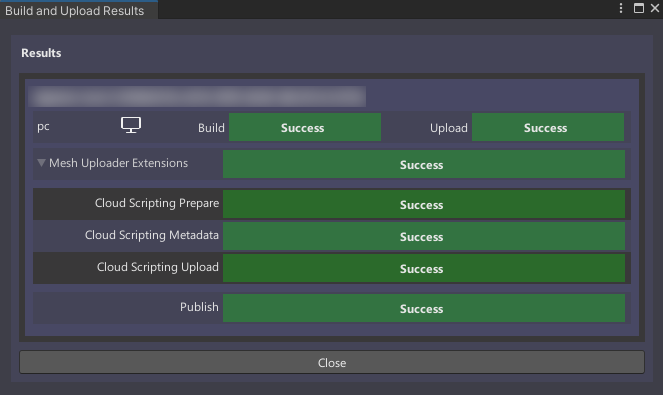 Build and Upload Results
Results
pc Build Success Upload Success
Mesh Uploader Extensions Success
Cloud Scripting Prepare Success
Cloud Scripting Metadata Success
Cloud Scripting Upload Success
Publish Success
Close